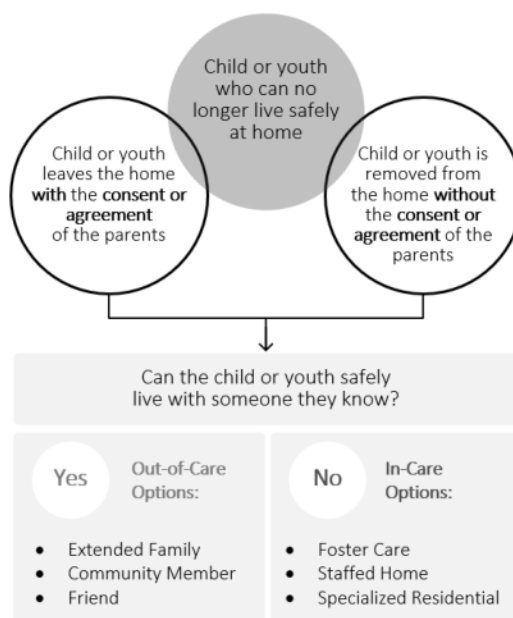 Child or youth
who can no
longer live safely
at home
Child or youth
leaves the home
with the consent or
agreement
of the parents
Child or youth is
removed from
the home without
the consent or
agreement of the
parents
Can the child or youth safely
live with someone they know?
Yes
Out-of-Care
Options:
• Extended Family
• Community Member
• Friend
No
In-Care
Options:
• Foster Care
• Staffed Home
• Specialized Residential